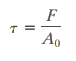 τ = F / A₀